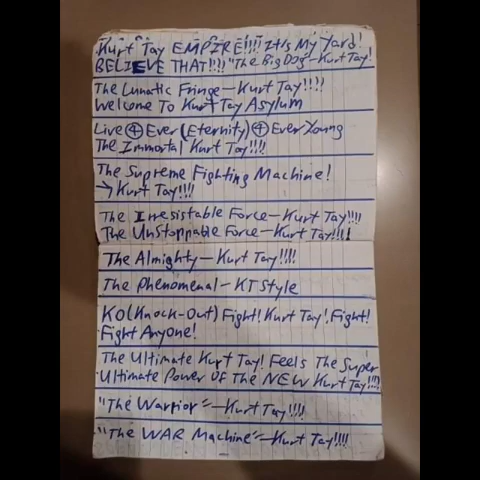 Kurt Tay EMPIRE!!!! It's My Yard!
BELIEVE THAT!!!! "The Big Dog"-Kurt Tay!
The Lunatic Fringe-Kurt Tay!!!!
Welcome To Kurt Tay Asylum
Live ④ Ever (Eternity) ④ Ever Young
The Immortal Kurt Tay!!!!
The Supreme Fighting Machine!
→ Kurt Tay!!!!
The Irresistable Force-Kurt Tay!!!!
The Unstoppable Force-Kurt Tay!!!!
The Almighty-Kurt Tay!!!!
The Phenomenal-KT Style
KO(Knock-Out) Fight! Kurt Tay! Fight!
Fight Anyone!
The Ultimate Kurt Tay! Feels The Super
Ultimate Power Of The NEW Kurt Tay!!!!
"The Warrior"-Kurt Tay!!!!
"The WAR Machine"-Kurt Tay!!!!